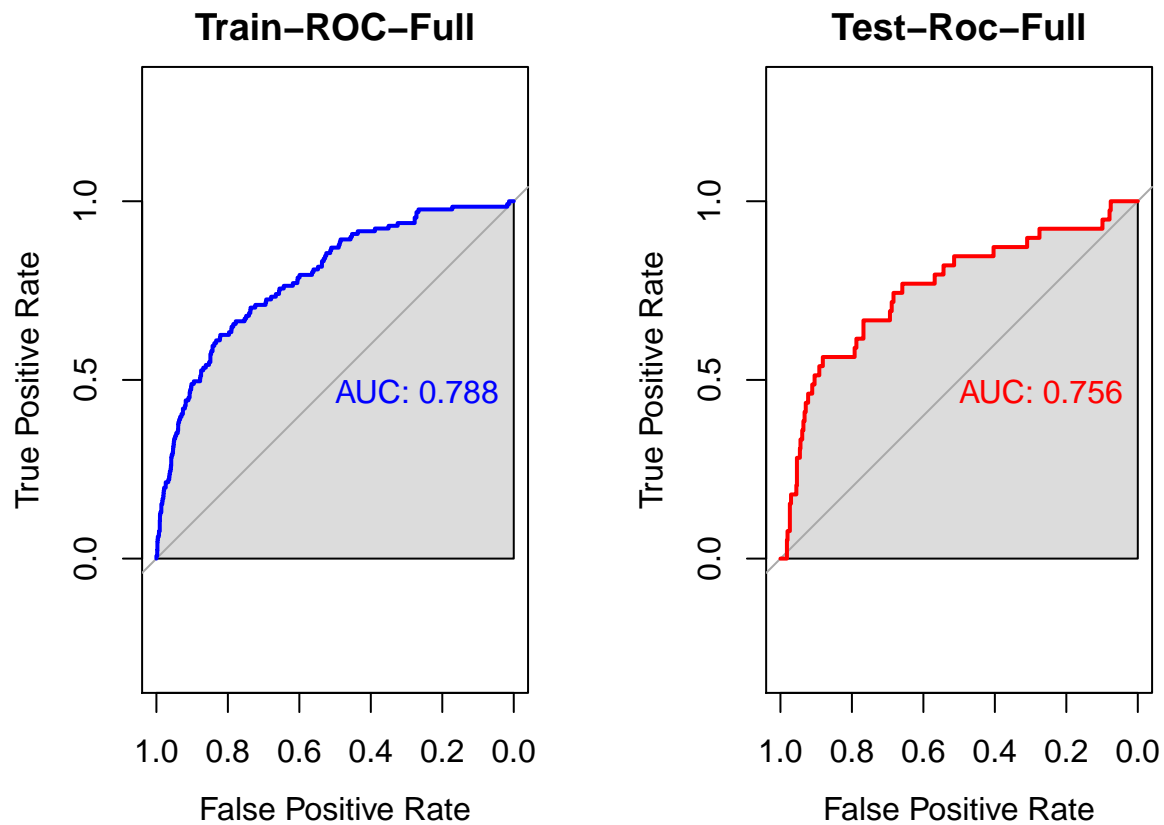 Train−ROC−Full
True Positive Rate
1.0
0.5
0.0
AUC: 0.788
1.0 0.8 0.6 0.4 0.2 0.0
False Positive Rate
Test−Roc−Full
True Positive Rate
1.0
0.5
0.0
AUC: 0.756
1.0 0.8 0.6 0.4 0.2 0.0
False Positive Rate